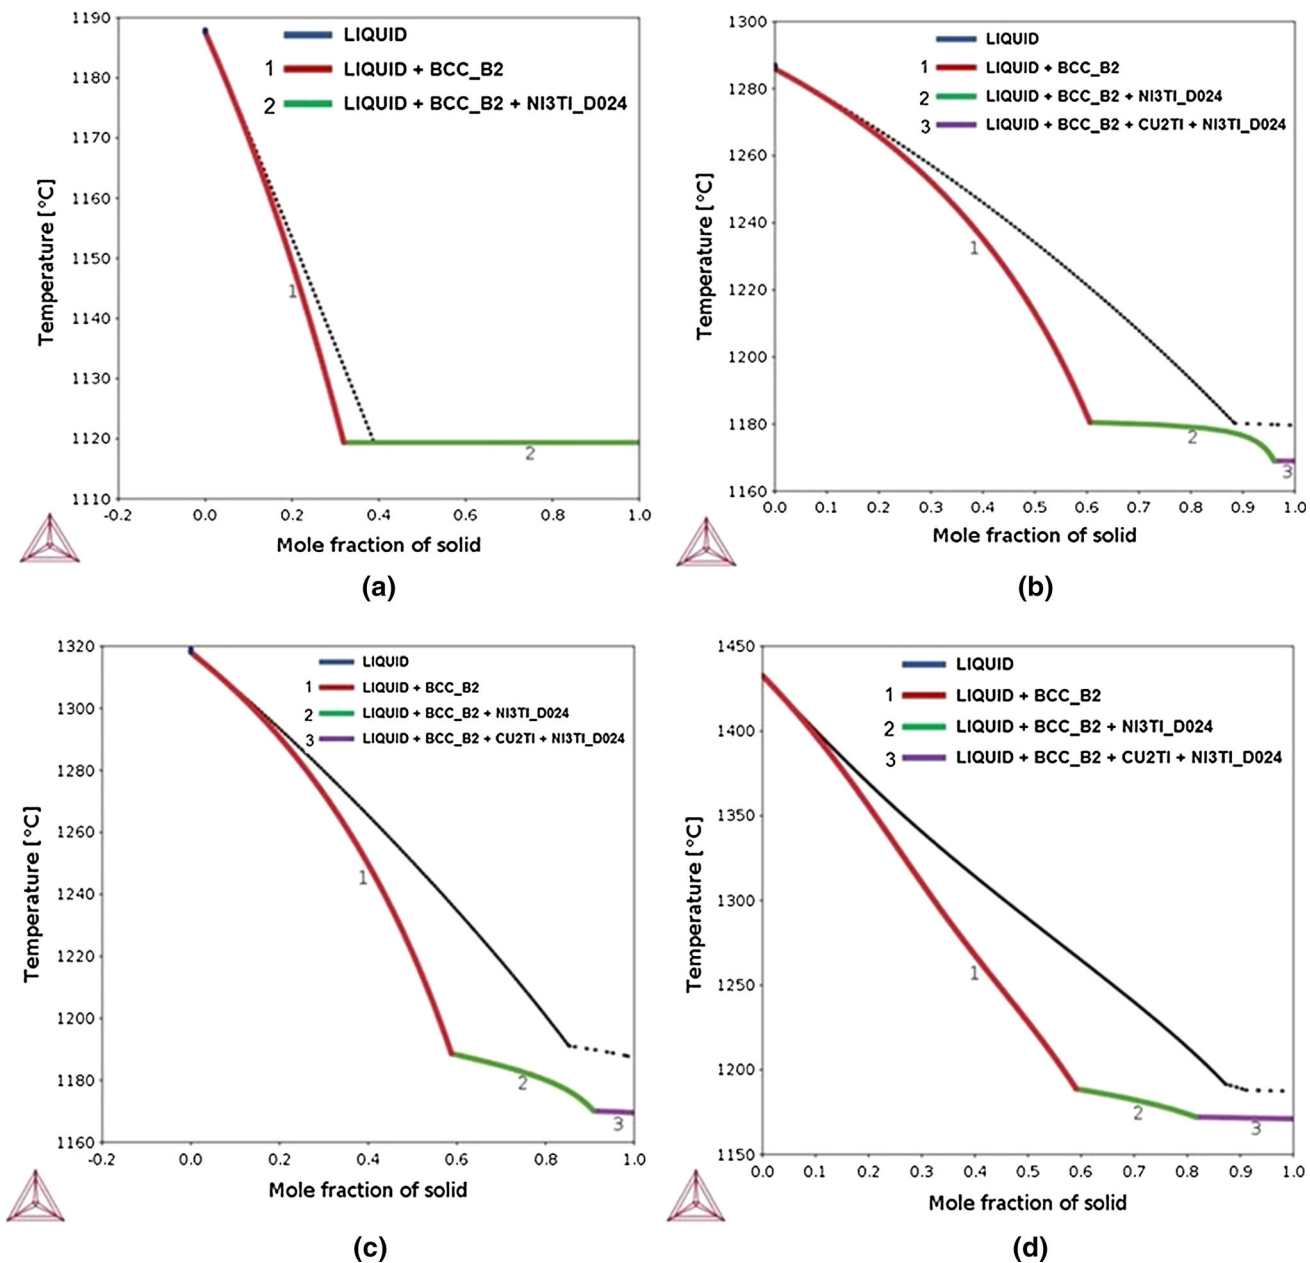 1190
1180
1170
1160
1150
1140
1130
1120
1110
Temperature [°C]
LIQUID
1 LIQUID + BCC_B2
2 LIQUID + BCC_B2 + NI3TI_D024
1
2
-0.2 0.0 0.2 0.4 0.6 0.8 1.0
Mole fraction of solid
(a)
1300
1280
1260
1240
1220
1200
1180
1160
Temperature [°C]
LIQUID
1 LIQUID + BCC_B2
2 LIQUID + BCC_B2 + NI3TI_D024
3 LIQUID + BCC_B2 + CU2TI + NI3TI_D024
1
2
3
0.0 0.1 0.2 0.3 0.4 0.5 0.6 0.7 0.8 0.9 1.0
Mole fraction of solid
(b)
1320
1300
1280
1260
1240
1220
1200
1180
1160
Temperature [°C]
LIQUID
1 LIQUID + BCC_B2
2 LIQUID + BCC_B2 + NI3TI_D024
3 LIQUID + BCC_B2 + CU2TI + NI3TI_D024
1
2
3
-0.2 0.0 0.2 0.4 0.6 0.8 1.0
Mole fraction of solid
(c)
1450
1400
1350
1300
1250
1200
1150
Temperature [°C]
LIQUID
1 LIQUID + BCC_B2
2 LIQUID + BCC_B2 + NI3TI_D024
3 LIQUID + BCC_B2 + CU2TI + NI3TI_D024
1
2
3
0.0 0.1 0.2 0.3 0.4 0.5 0.6 0.7 0.8 0.9 1.0
Mole fraction of solid
(d)